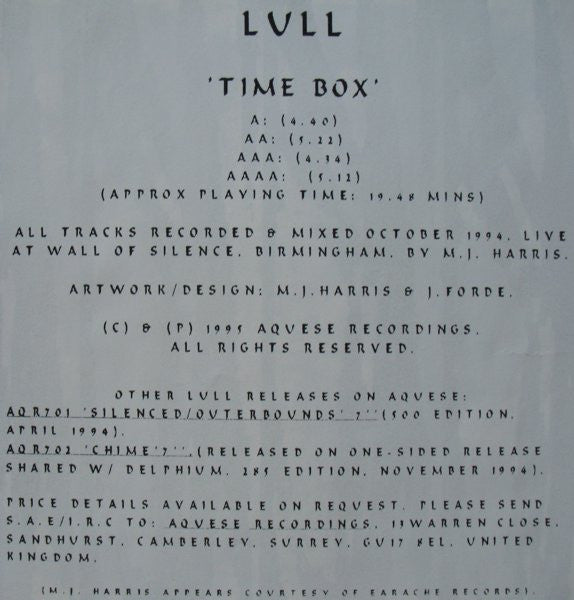 LULL
'TIME BOX'
A: (4.40)
AA: (5.22)
AAA: (4.34)
AAAA: (5.12)
(APPROX PLAYING TIME: 19.48 MINS)
ALL TRACKS RECORDED & MIXED OCTOBER 1994, LIVE
AT WALL OF SILENCE, BIRMINGHAM, BY M.J. HARRIS.
ARTWORK/DESIGN: M.J.HARRIS & J.FORDE.
(C) & (P) 1995 AQUESE RECORDINGS.
ALL RIGHTS RESERVED.
OTHER LULL RELEASES ON AQUESE:
AQR701 'SILENCED/OUTERBOUNDS' 7''(500 EDITION,
APRIL 1994).
AQR702 'CHIME'7'',(RELEASED ON ONE-SIDED RELEASE
SHARED W/ DELPHIUM, 285 EDITION, NOVEMBER 1994).
PRICE DETAILS AVAILABLE ON REQUEST, PLEASE SEND
S.A.E/I.R.C TO: AQUESE RECORDINGS, 11 WARREN CLOSE,
SANDHURST, CAMBERLEY, SURREY, GU17 8EL, UNITED
KINGDOM.
(M.J. HARRIS APPEARS COURTESY OF EARACHE RECORDS).